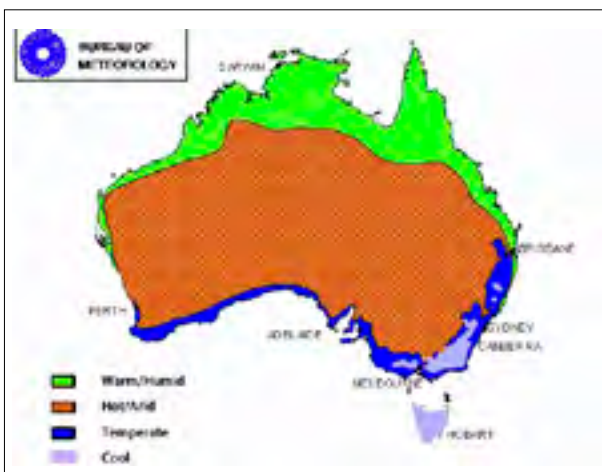 BUREAU OF
METEOROLOGY
DARWIN
BRISBANE
PERTH
ADELAIDE
SYDNEY
CANBERRA
MELBOURNE
HOBART
Warm/Humid
Hot/Arid
Temperate
Cool